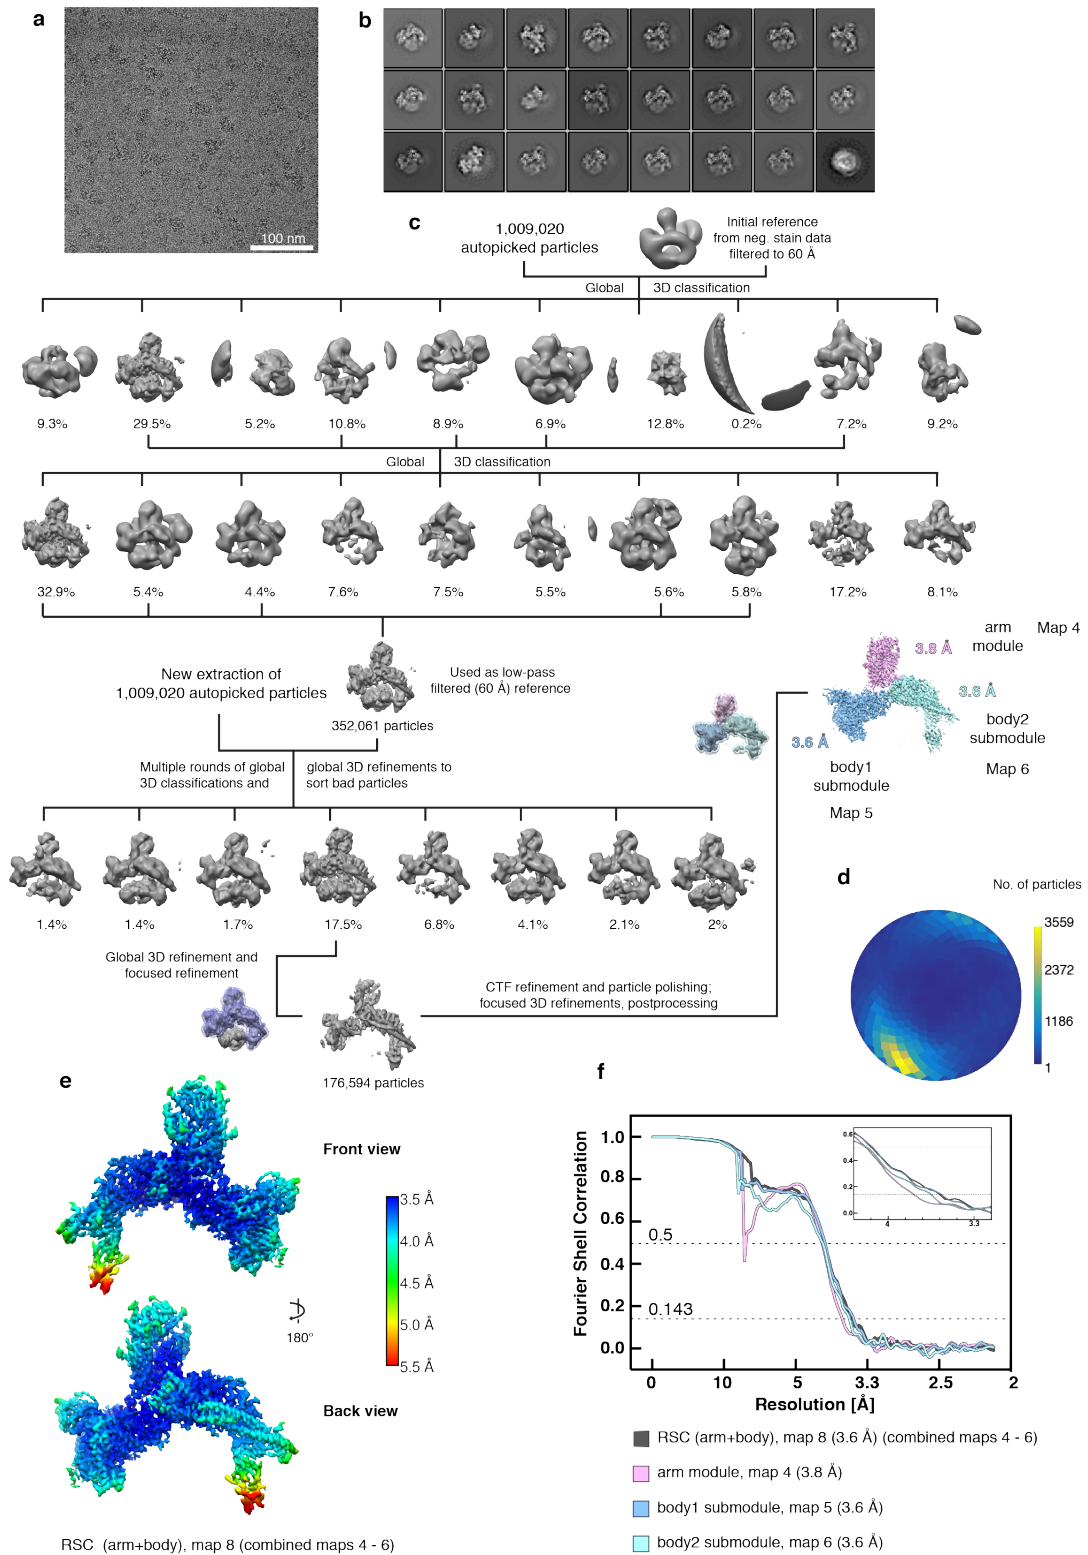 a
100 nm
b
c
1,009,020
autopicked particles
Initial reference
from neg. stain data
filtered to 60 Å
Global 3D classification
9.3% 29.5% 5.2% 10.8% 8.9% 6.9% 12.8% 0.2% 7.2% 9.2%
Global 3D classification
32.9% 5.4% 4.4% 7.6% 7.5% 5.5% 5.6% 5.8% 17.2% 8.1%
New extraction of
1,009,020 autopicked particles
Used as low-pass
filtered (60 Å) reference
352,061 particles
arm
module
Map 4
3.8 Å
3.6 Å
body2
submodule
Map 6
3.6 Å
body1
submodule
Map 5
Multiple rounds of global global 3D refinements to
3D classifications and sort bad particles
1.4% 1.4% 1.7% 17.5% 6.8% 4.1% 2.1% 2%
Global 3D refinement and
focused refinement
CTF refinement and particle polishing;
focused 3D refinements, postprocessing
176,594 particles
d
No. of particles
3559
2372
1186
1
e
Front view
3.5 Å
4.0 Å
4.5 Å
5.0 Å
5.5 Å
180°
Back view
RSC (arm+body), map 8 (combined maps 4 - 6)
f
Fourier Shell Correlation
1.0
0.8
0.6
0.4
0.2
0.0
0.5
0.143
0.6
0.4
0.2
0.0
4 3.3
0 10 5 3.3 2.5 2
Resolution [Å]
RSC (arm+body), map 8 (3.6 Å) (combined maps 4 - 6)
arm module, map 4 (3.8 Å)
body1 submodule, map 5 (3.6 Å)
body2 submodule, map 6 (3.6 Å)